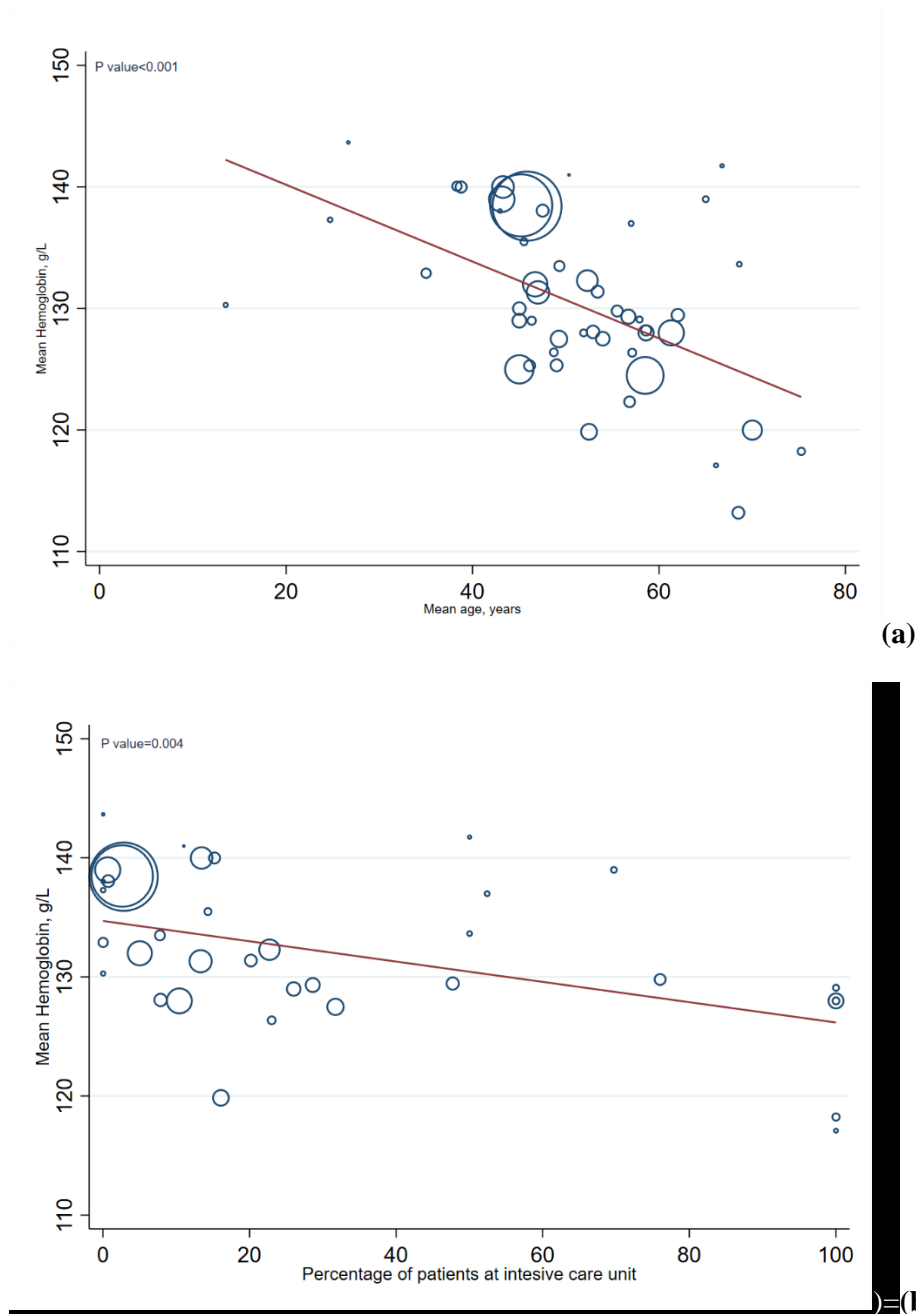 P value<0.001
Mean Hemoglobin, g/L
150
140
130
120
110
0 20 40 60 80
Mean age, years
(a)
P value=0.004
Mean Hemoglobin, g/L
150
140
130
120
110
0 20 40 60 80 100
Percentage of patients at intesive care unit